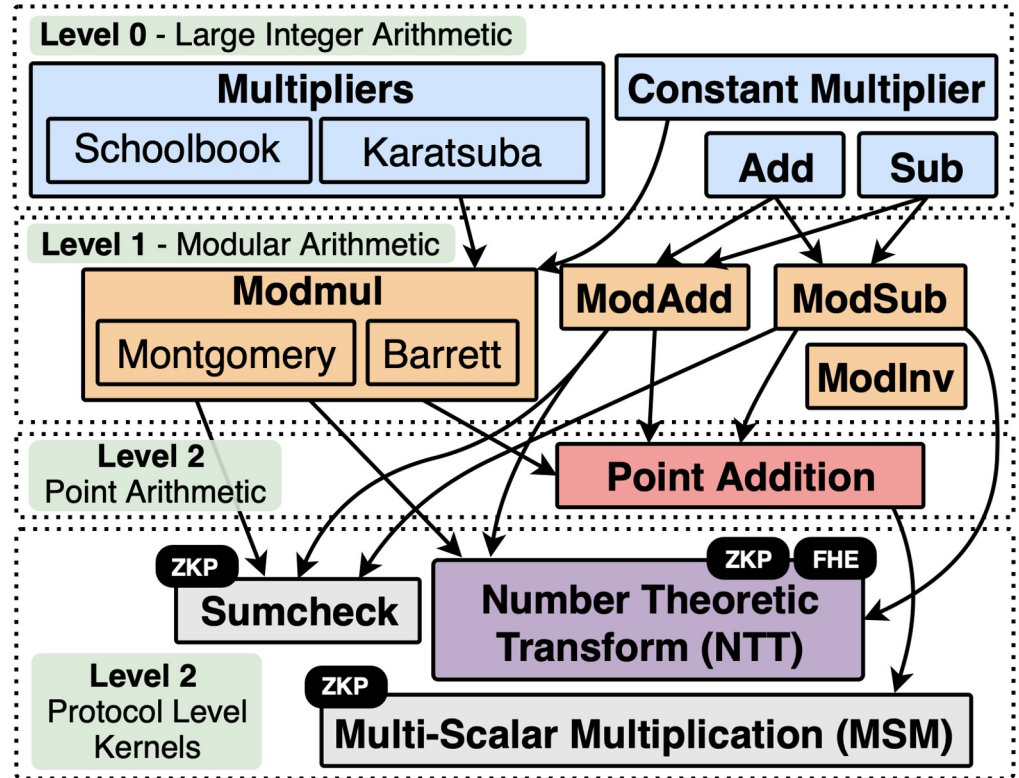 Level 0 - Large Integer Arithmetic
Multipliers
Constant Multiplier
Schoolbook
Karatsuba
Add
Sub
Level 1 - Modular Arithmetic
Modmul
ModAdd
ModSub
Montgomery
Barrett
ModInv
Level 2
Point Arithmetic
Point Addition
ZKP
ZKP
FHE
Sumcheck
Number Theoretic
Transform (NTT)
Level 2
Protocol Level
Kernels
ZKP
Multi-Scalar Multiplication (MSM)